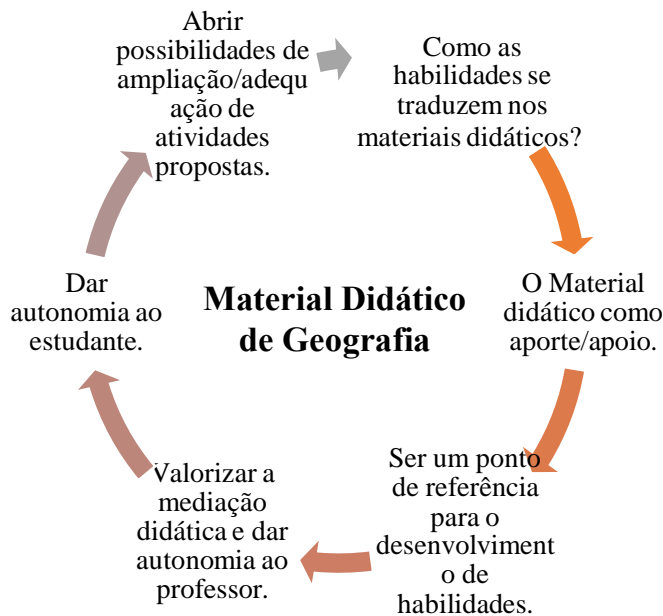 Abrir
possibilidades de
ampliação/adequ
ação de
atividades
propostas.
Como as
habilidades se
traduzem nos
materiais didáticos?
Dar
autonomia ao
estudante.
Material Didático
de Geografia
O Material
didático como
aporte/apoio.
Valorizar a
mediação
didática e dar
autonomia ao
professor.
Ser um ponto
de referência
para o
desenvolviment
o de
habilidades.